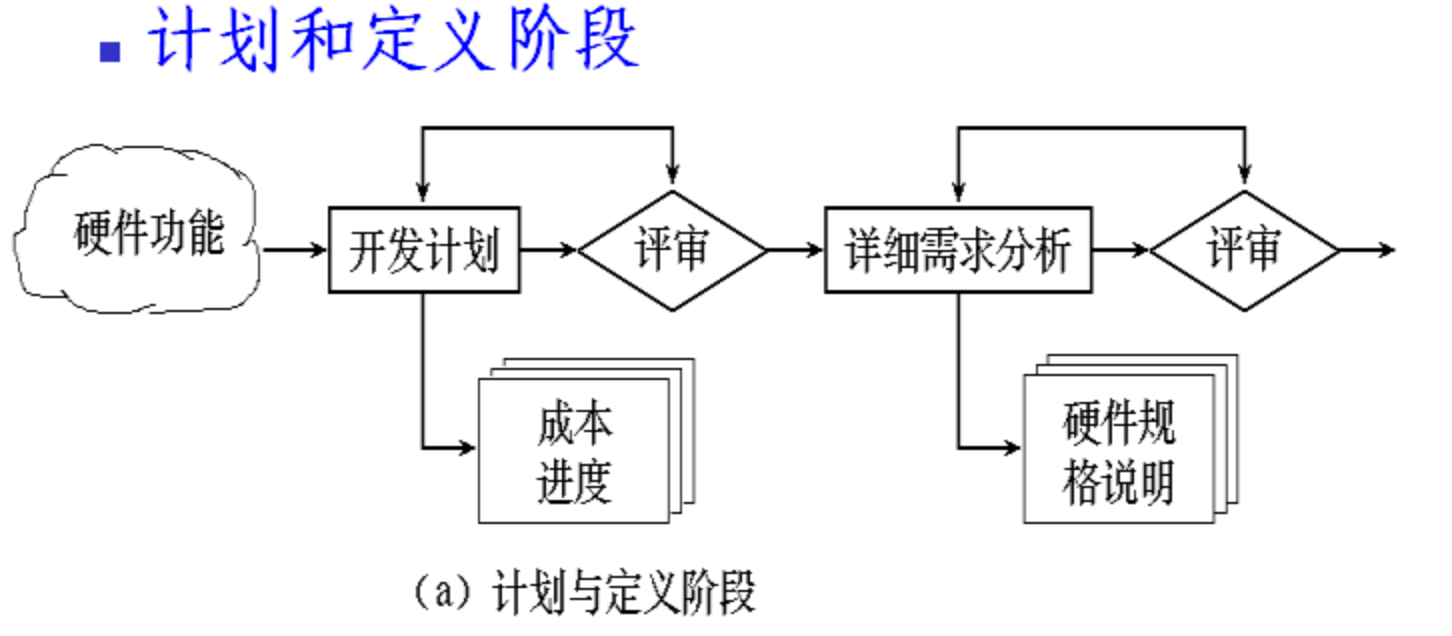 计划和定义阶段
硬件功能
开发计划
评审
详细需求分析
评审
成本
进度
硬件规
格说明
（a）计划与定义阶段